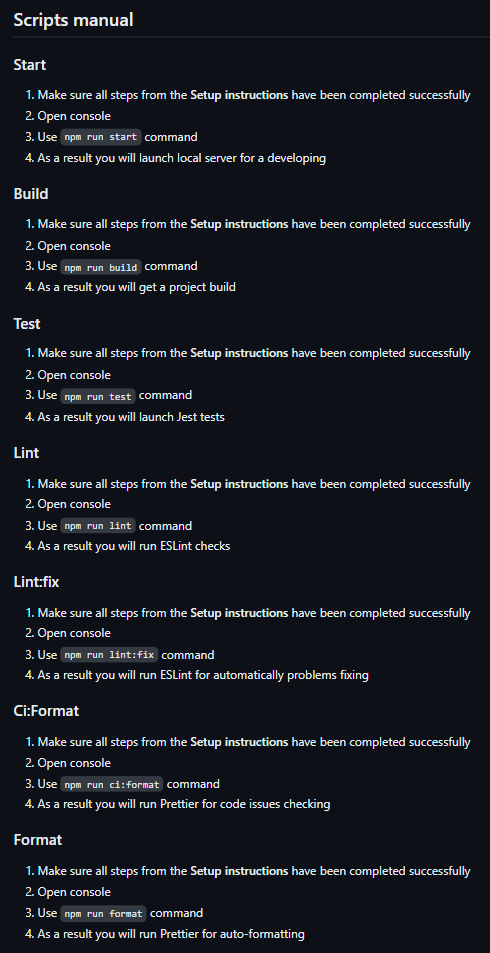 Scripts manual
Start
1. Make sure all steps from the Setup instructions have been completed successfully
2. Open console
3. Use npm run start command
4. As a result you will launch local server for a developing
Build
1. Make sure all steps from the Setup instructions have been completed successfully
2. Open console
3. Use npm run build command
4. As a result you will get a project build
Test
1. Make sure all steps from the Setup instructions have been completed successfully
2. Open console
3. Use npm run test command
4. As a result you will launch Jest tests
Lint
1. Make sure all steps from the Setup instructions have been completed successfully
2. Open console
3. Use npm run lint command
4. As a result you will run ESLint checks
Lint:fix
1. Make sure all steps from the Setup instructions have been completed successfully
2. Open console
3. Use npm run lint:fix command
4. As a result you will run ESLint for automatically problems fixing
Ci:Format
1. Make sure all steps from the Setup instructions have been completed successfully
2. Open console
3. Use npm run ci:format command
4. As a result you will run Prettier for code issues checking
Format
1. Make sure all steps from the Setup instructions have been completed successfully
2. Open console
3. Use npm run format command
4. As a result you will run Prettier for auto-formatting